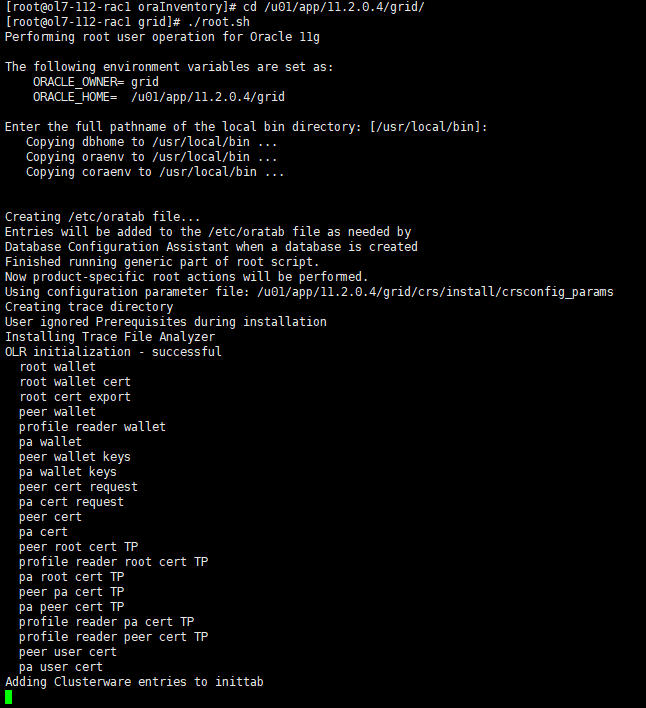 [root@ol7-112-rac1 oraInventory]# cd /u01/app/11.2.0.4/grid/
[root@ol7-112-rac1 grid]# ./root.sh
Performing root user operation for Oracle 11g
The following environment variables are set as:
ORACLE_OWNER= grid
ORACLE_HOME=  /u01/app/11.2.0.4/grid
Enter the full pathname of the local bin directory: [/usr/local/bin]:
Copying dbhome to /usr/local/bin ...
Copying oraenv to /usr/local/bin ...
Copying coraenv to /usr/local/bin ...
Creating /etc/oratab file...
Entries will be added to the /etc/oratab file as needed by
Database Configuration Assistant when a database is created
Finished running generic part of root script.
Now product-specific root actions will be performed.
Using configuration parameter file: /u01/app/11.2.0.4/grid/crs/install/crsconfig_params
Creating trace directory
User ignored Prerequisites during installation
Installing Trace File Analyzer
OLR initialization - successful
root wallet
root wallet cert
root cert export
peer wallet
profile reader wallet
pa wallet
peer wallet keys
pa wallet keys
peer cert request
pa cert request
peer cert
pa cert
peer root cert TP
profile reader root cert TP
pa root cert TP
peer pa cert TP
pa peer cert TP
profile reader pa cert TP
profile reader peer cert TP
peer user cert
pa user cert
Adding Clusterware entries to inittab